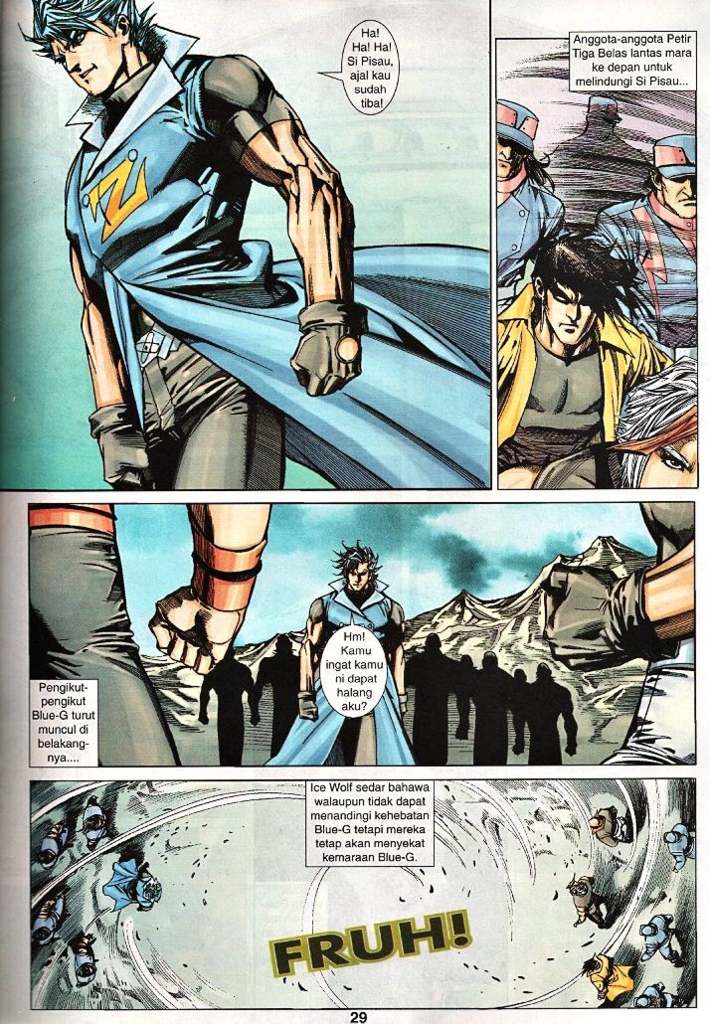 Ha!
Ha! Ha!
Si Pisau,
ajal kau
sudah
tiba!
Anggota-anggota Petir
Tiga Belas lantas mara
ke depan untuk
melindungi Si Pisau...
Hm!
Kamu
ingat kamu
ni dapat
halang
aku?
Pengikut-
pengikut
Blue-G turut
muncul di
belakang-
nya....
Ice Wolf sedar bahawa
walaupun tidak dapat
menandingi kehebatan
Blue-G tetapi mereka
tetap akan menyekat
kemaraan Blue-G.
FRUH!
29